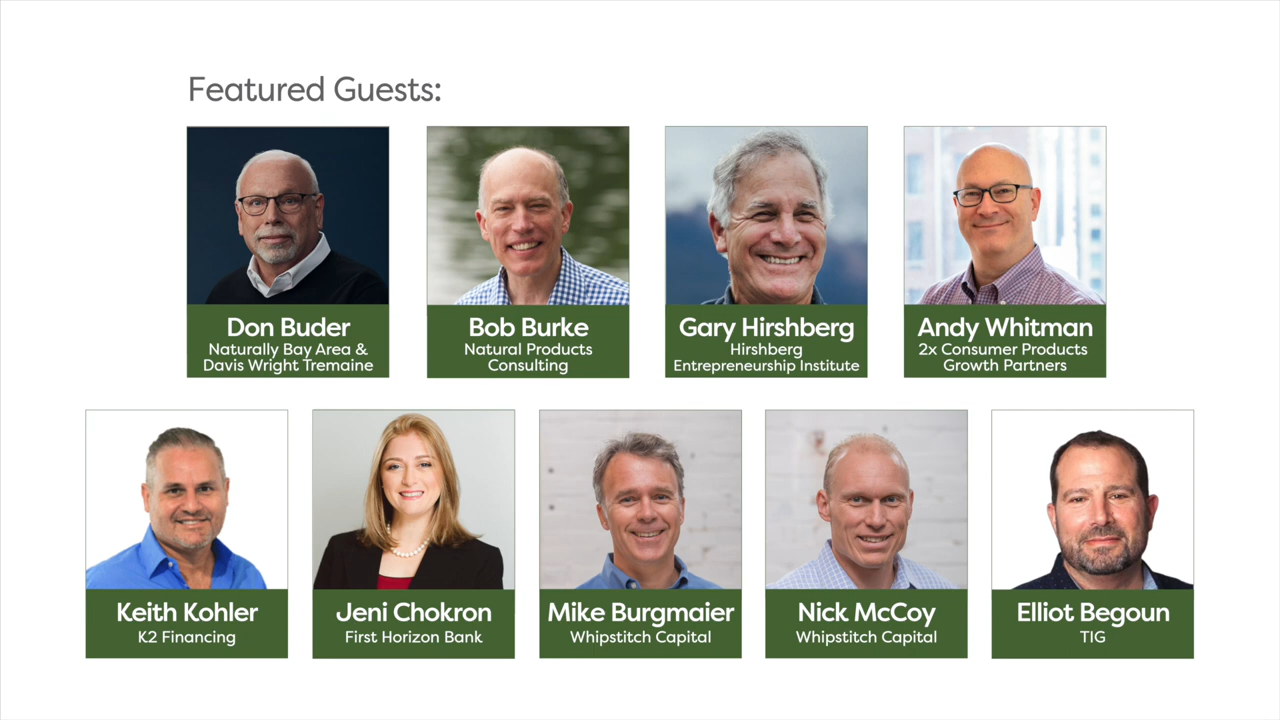 Featured Guests:
Don Buder
Naturally Bay Area &
Davis Wright Tremaine
Bob Burke
Natural Products
Consulting
Gary Hirshberg
Hirshberg
Entrepreneurship Institute
Andy Whitman
2x Consumer Products
Growth Partners
Keith Kohler
K2 Financing
Jeni Chokron
First Horizon Bank
Mike Burgmaier
Whipstitch Capital
Nick McCoy
Whipstitch Capital
Elliot Begoun
TIG